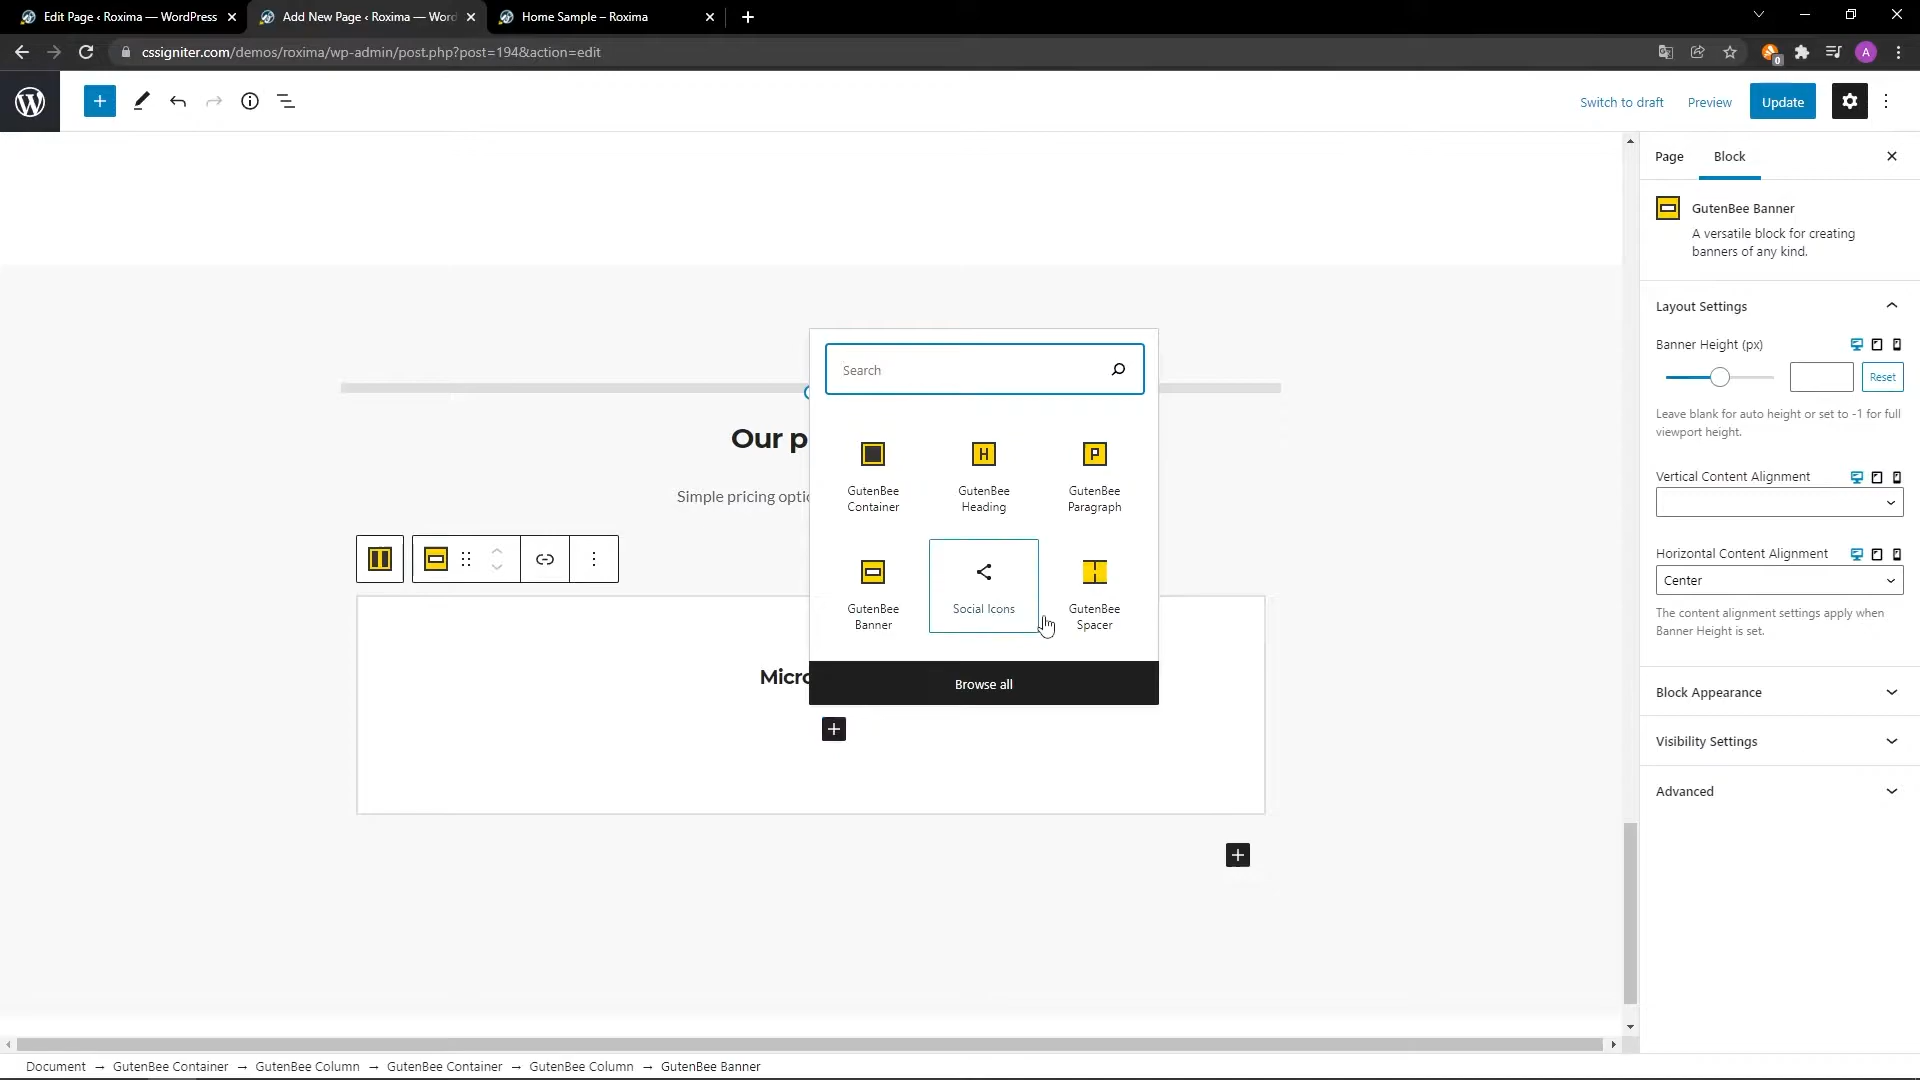 Edit Page ‹ Roxima — WordPress
Add New Page ‹ Roxima — Word
Home Sample – Roxima
cssigniter.com/demos/roxima/wp-admin/post.php?post=194&action=edit
0
A
Switch to draft
Preview
Update
Page
Block
GutenBee Banner
A versatile block for creating
banners of any kind.
Layout Settings
Banner Height (px)
Reset
Leave blank for auto height or set to -1 for full
viewport height.
Vertical Content Alignment
Horizontal Content Alignment
Center
The content alignment settings apply when
Banner Height is set.
Block Appearance
Visibility Settings
Advanced
Our p
Simple pricing optio
Micro
Search
H
P
GutenBee
Container
GutenBee
Heading
GutenBee
Paragraph
GutenBee
Banner
Social Icons
GutenBee
Spacer
Browse all
Document → GutenBee Container → GutenBee Column → GutenBee Container → GutenBee Column → GutenBee Banner